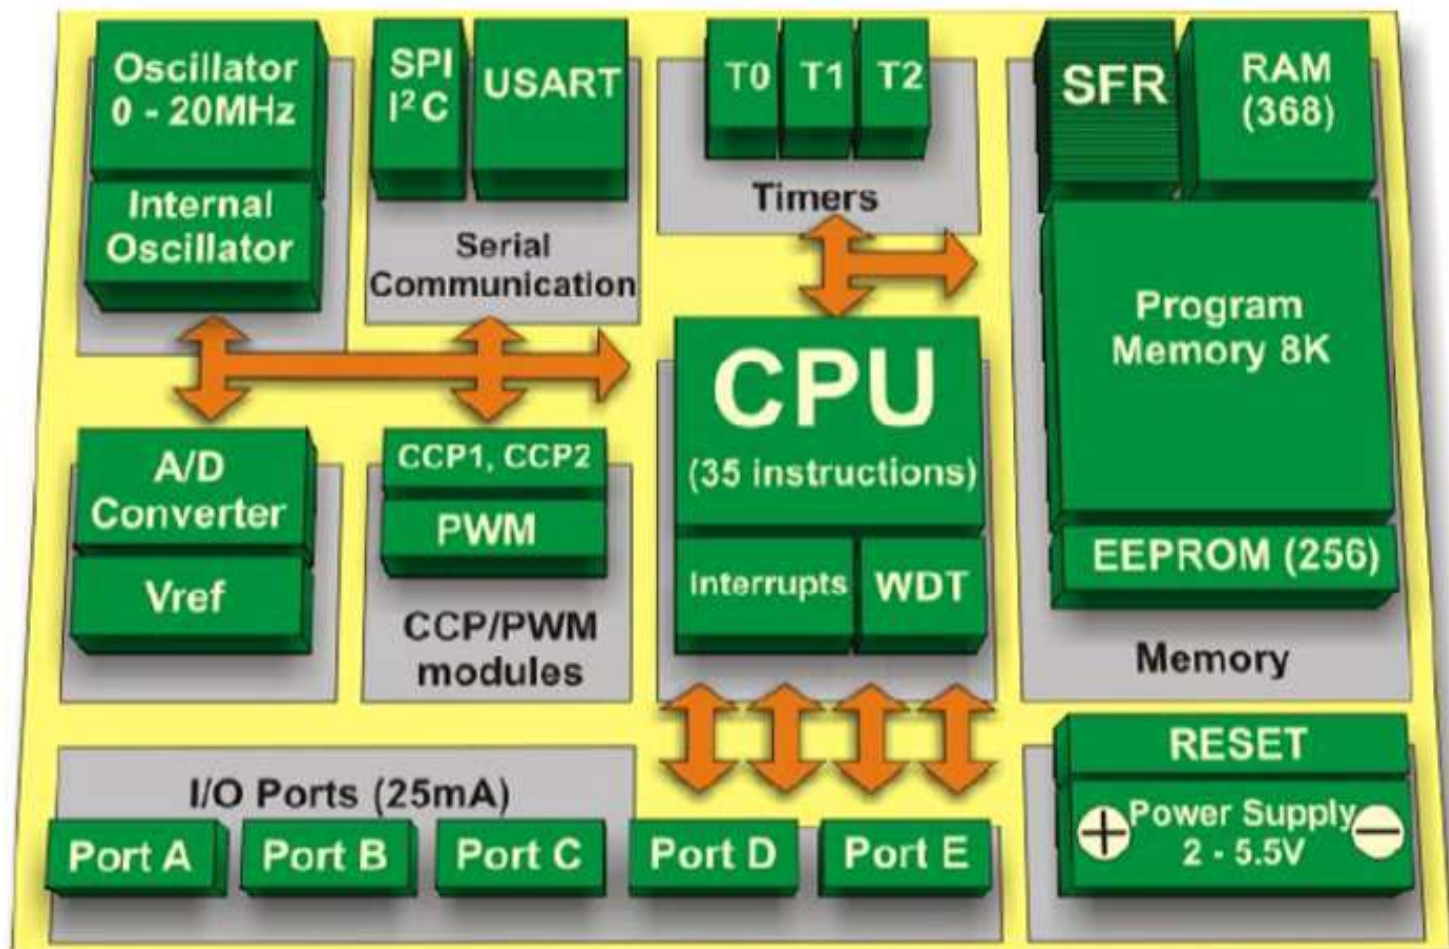 Oscillator
0 - 20MHz
Internal
Oscillator
SPI
I²C
USART
Serial
Communication
T0
T1
T2
Timers
SFR
RAM
(368)
Program
Memory 8K
EEPROM (256)
Memory
A/D
Converter
Vref
CCP1, CCP2
PWM
CCP/PWM
modules
CPU
(35 instructions)
Interrupts
WDT
I/O Ports (25mA)
Port A
Port B
Port C
Port D
Port E
RESET
+ Power Supply −
2 - 5.5V